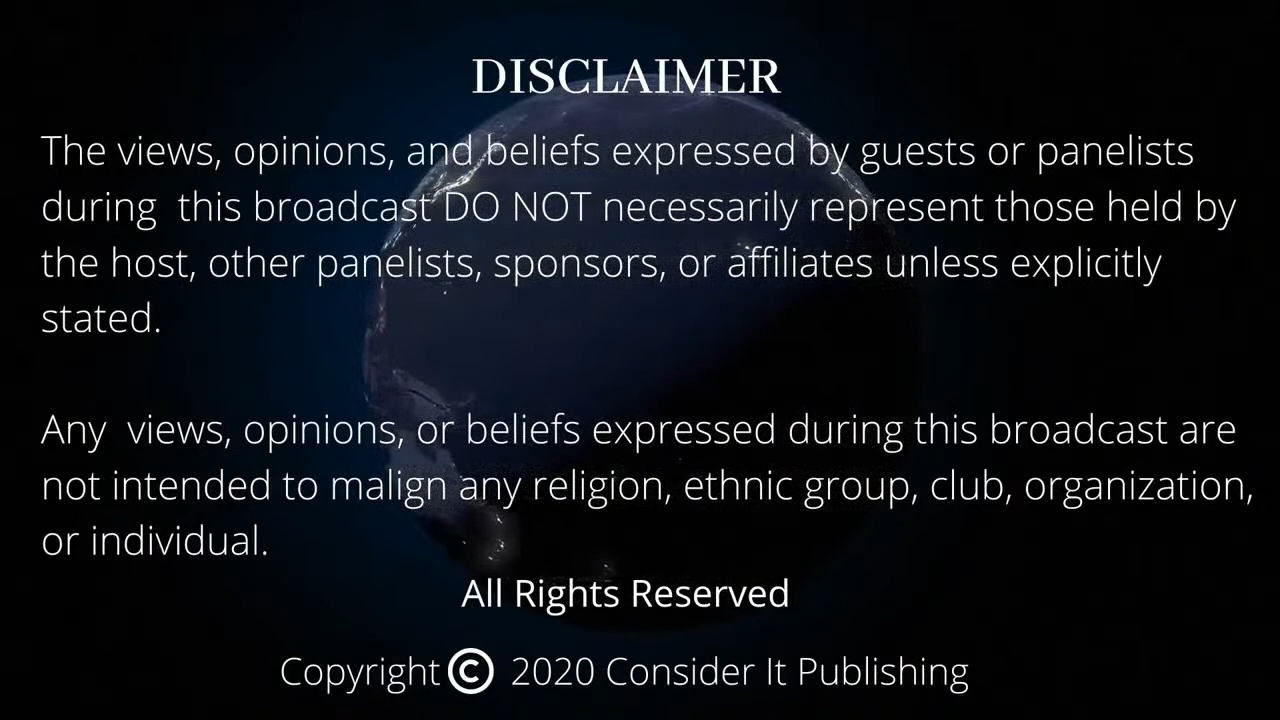 DISCLAIMER
The views, opinions, and beliefs expressed by guests or panelists
during  this broadcast DO NOT necessarily represent those held by
the host, other panelists, sponsors, or affiliates unless explicitly
stated.
Any  views, opinions, or beliefs expressed during this broadcast are
not intended to malign any religion, ethnic group, club, organization,
or individual.
All Rights Reserved
Copyright © 2020 Consider It Publishing